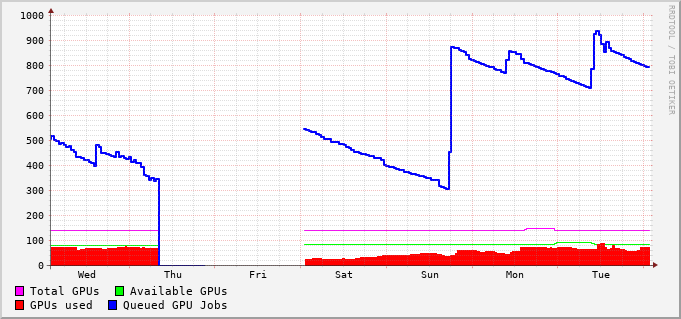 1000
900
800
700
600
500
400
300
200
100
0
Wed Thu Fri Sat Sun Mon Tue
Total GPUs Available GPUs
GPUs used Queued GPU Jobs
RRDTOOL / TOBI OETIKER